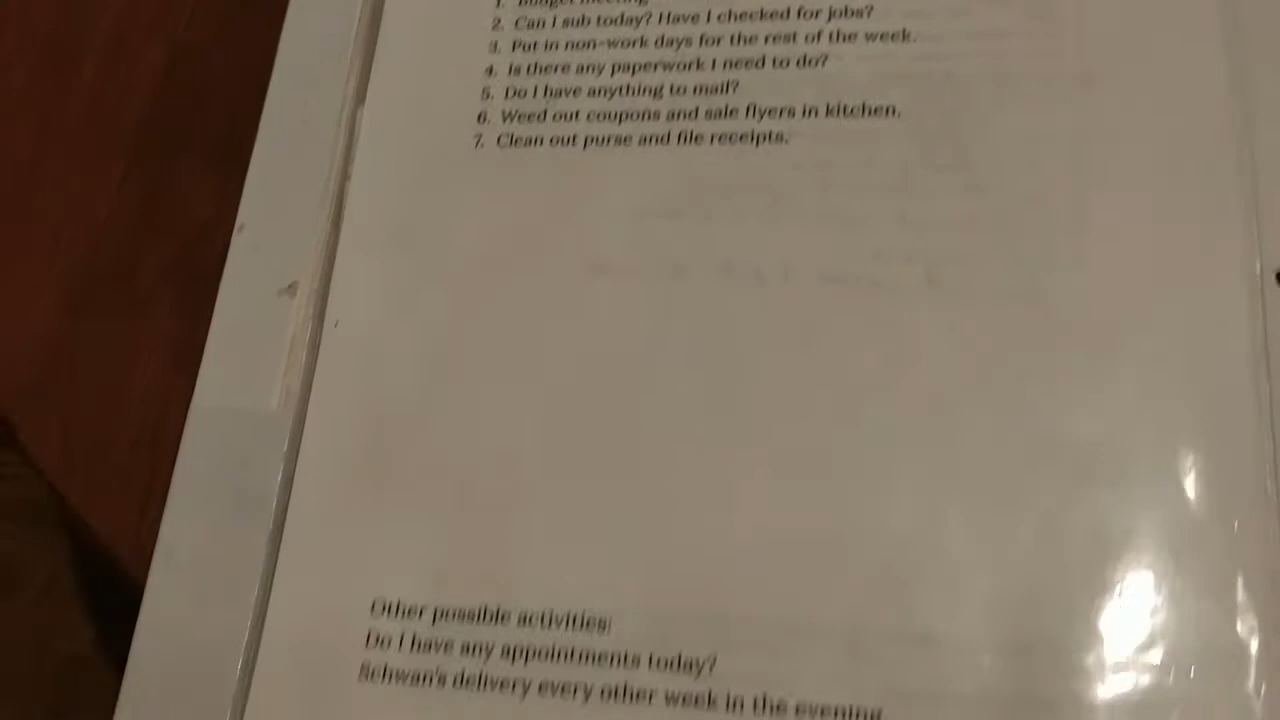 1. Budget meeting
2. Can I sub today? Have I checked for jobs?
3. Put in non-work days for the rest of the week.
4. Is there any paperwork I need to do?
5. Do I have anything to mail?
6. Weed out coupons and sale flyers in kitchen.
7. Clean out purse and file receipts.
Other possible activities:
Do I have any appointments today?
Schwan's delivery every other week in the evening